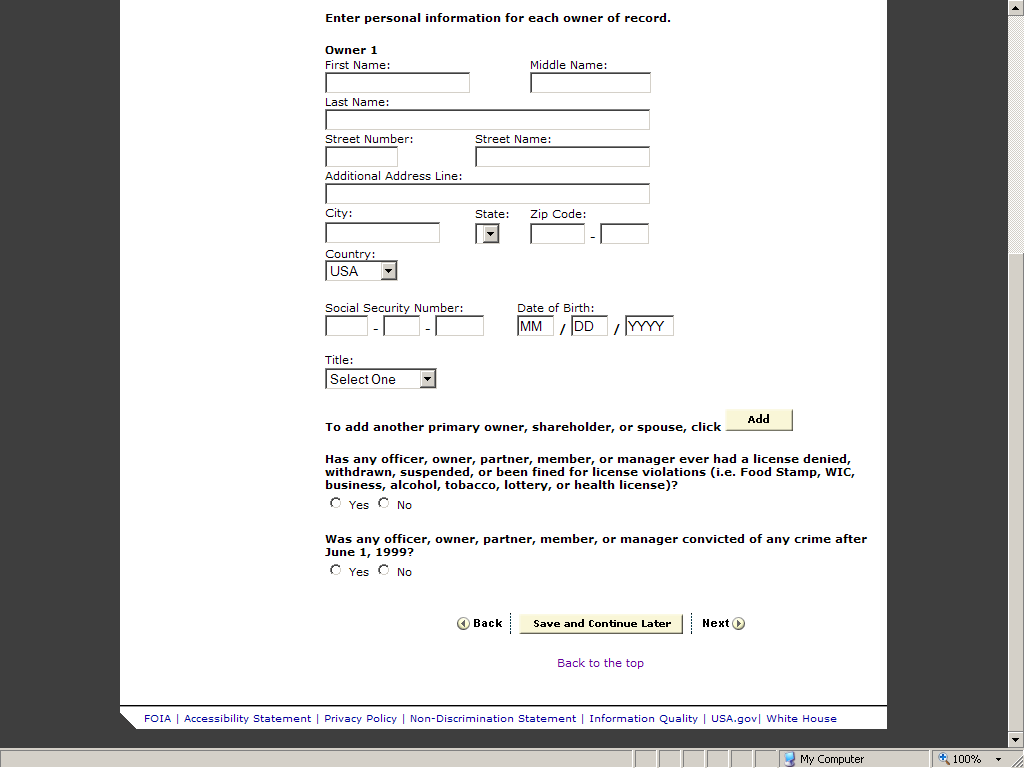 Enter personal information for each owner of record.
Owner 1
First Name: Middle Name:
Last Name:
Street Number: Street Name:
Additional Address Line:
City: State: Zip Code:
-
Country:
USA
Social Security Number: Date of Birth:
- - MM / DD / YYYY
Title:
Select One
To add another primary owner, shareholder, or spouse, click Add
Has any officer, owner, partner, member, or manager ever had a license denied,
withdrawn, suspended, or been fined for license violations (i.e. Food Stamp, WIC,
business, alcohol, tobacco, lottery, or health license)?
Yes No
Was any officer, owner, partner, member, or manager convicted of any crime after
June 1, 1999?
Yes No
Back Save and Continue Later Next
Back to the top
FOIA | Accessibility Statement | Privacy Policy | Non-Discrimination Statement | Information Quality | USA.gov| White House
My Computer 100%